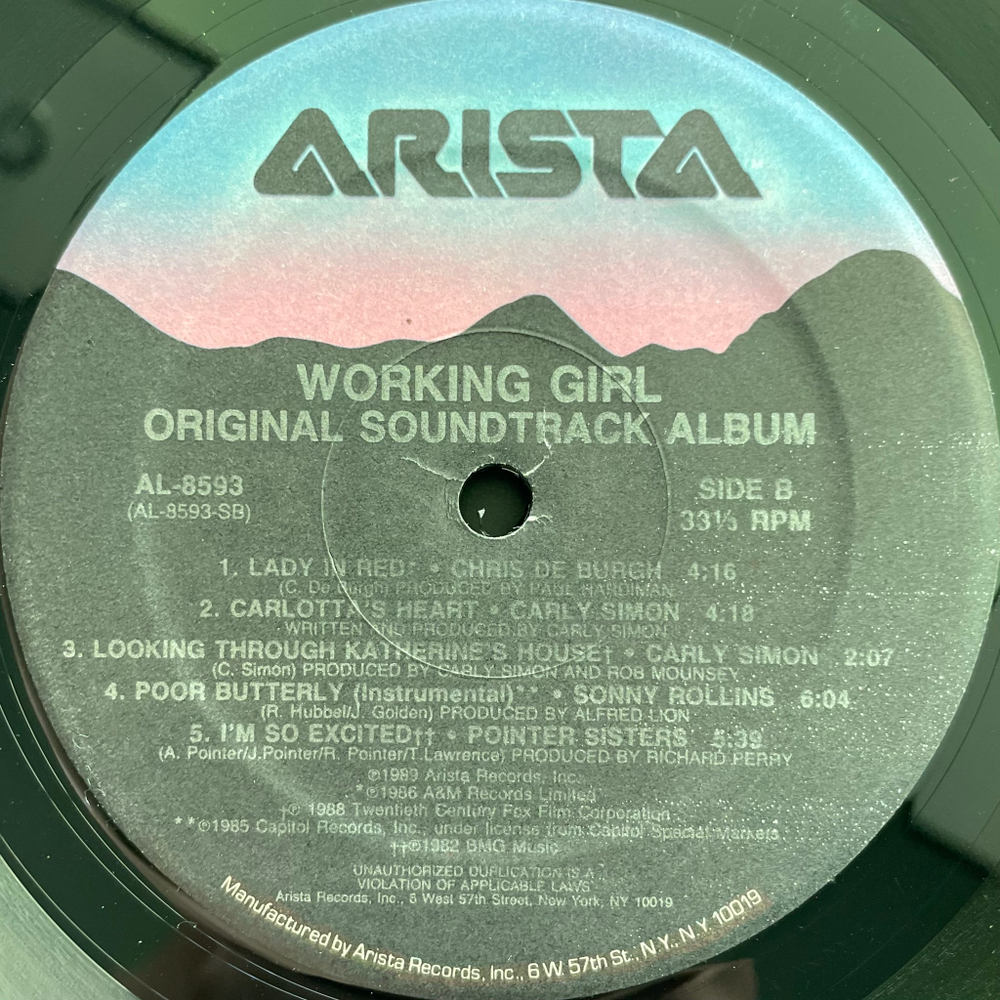 ARISTA
WORKING GIRL
ORIGINAL SOUNDTRACK ALBUM
AL-8593
(AL-8593-SB)
SIDE B
33⅓ RPM
1. LADY IN RED* • CHRIS DE BURGH 4:16
(C. De Burgh) PRODUCED BY PAUL HARDIMAN
2. CARLOTTA'S HEART • CARLY SIMON 4:18
WRITTEN AND PRODUCED BY CARLY SIMON
3. LOOKING THROUGH KATHERINE'S HOUSE† • CARLY SIMON 2:07
(C. Simon) PRODUCED BY CARLY SIMON AND ROB MOUNSEY
4. POOR BUTTERLY (Instrumental)** • SONNY ROLLINS 6:04
(R. Hubbel/J. Golden) PRODUCED BY ALFRED LION
5. I'M SO EXCITED†† • POINTER SISTERS 5:39
(A. Pointer/J.Pointer/R. Pointer/T.Lawrence) PRODUCED BY RICHARD PERRY
℗1989 Arista Records, Inc.
*℗1986 A&M Records Limited
†℗ 1988 Twentieth Century Fox Film Corporation
**℗1985 Capitol Records, Inc., under license from Capitol Special Markets
††℗1982 BMG Music
UNAUTHORIZED DUPLICATION IS A
VIOLATION OF APPLICABLE LAWS
Arista Records, Inc., 6 West 57th Street, New York, NY 10019
Manufactured by Arista Records, Inc., 6 W. 57th St., N.Y., N.Y. 10019